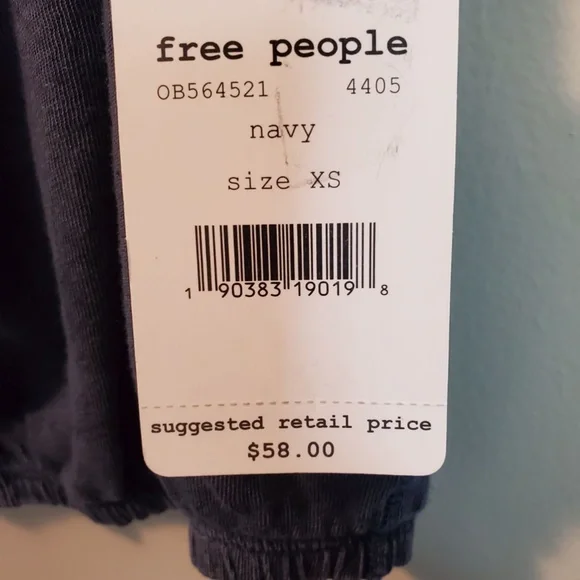 free people
OB564521 4405
navy
size XS
1 90383 19019 8
suggested retail price
$58.00